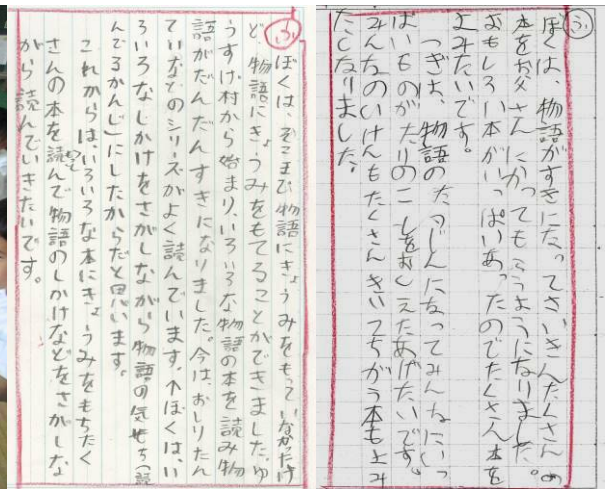 ふ
ぼくは、物語がすきになってさいきんたくさんの
本をお父さんにかってもらうようになりました。
おもしろい本がいっぱいあったのでたくさん本を
よみたいです。
つぎは、物語のたつじんになってみんなにいっ
ぱいものがたりのことをおしえてあげたいです。
みんなのいけんもたくさんきいてちがう本もよみ
たくなりました。
ふ
ぼくは、そこまで物語にきょうみをもっていなかったけ
ど、物語にきょうみをもてることができました。ゆ
うすげ村から始まり、いろいろな物語の本を読み物
語がだんだんすきになりました。今は、おしりたん
ていなどのシリーズがよく読んでいます。↑ぼくは、い
ろいろなしかけをさがしながら物語の気もち(読
んでるかんじ)にしたからだと思います。
これからは、いろいろな本にきょうみをもちたく
さんの本を読んで物語のしかけなどをさがしな
がら読んでいきたいです。